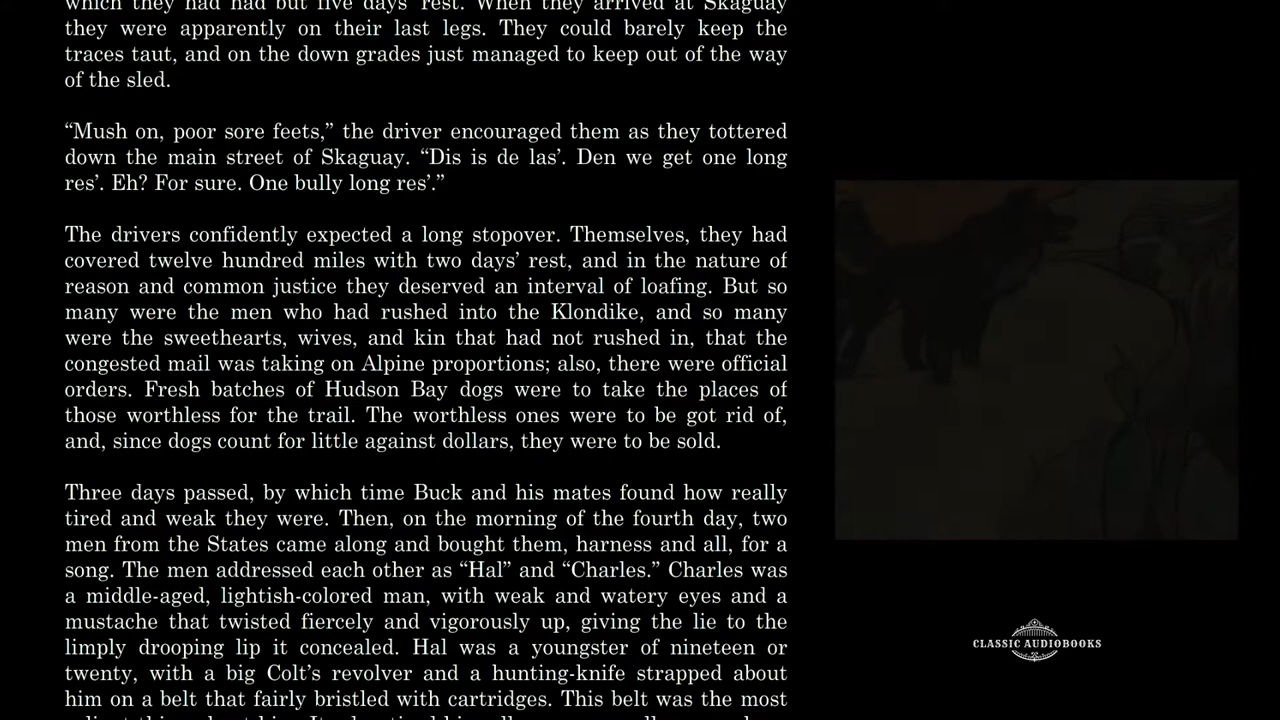 which they had had but five days’ rest. When they arrived at Skaguay
they were apparently on their last legs. They could barely keep the
traces taut, and on the down grades just managed to keep out of the way
of the sled.
“Mush on, poor sore feets,” the driver encouraged them as they tottered
down the main street of Skaguay. “Dis is de las’. Den we get one long
res’. Eh? For sure. One bully long res’.”
The drivers confidently expected a long stopover. Themselves, they had
covered twelve hundred miles with two days’ rest, and in the nature of
reason and common justice they deserved an interval of loafing. But so
many were the men who had rushed into the Klondike, and so many
were the sweethearts, wives, and kin that had not rushed in, that the
congested mail was taking on Alpine proportions; also, there were official
orders. Fresh batches of Hudson Bay dogs were to take the places of
those worthless for the trail. The worthless ones were to be got rid of,
and, since dogs count for little against dollars, they were to be sold.
Three days passed, by which time Buck and his mates found how really
tired and weak they were. Then, on the morning of the fourth day, two
men from the States came along and bought them, harness and all, for a
song. The men addressed each other as “Hal” and “Charles.” Charles was
a middle-aged, lightish-colored man, with weak and watery eyes and a
mustache that twisted fiercely and vigorously up, giving the lie to the
limply drooping lip it concealed. Hal was a youngster of nineteen or
twenty, with a big Colt’s revolver and a hunting-knife strapped about
him on a belt that fairly bristled with cartridges. This belt was the most
CLASSIC AUDIOBOOKS